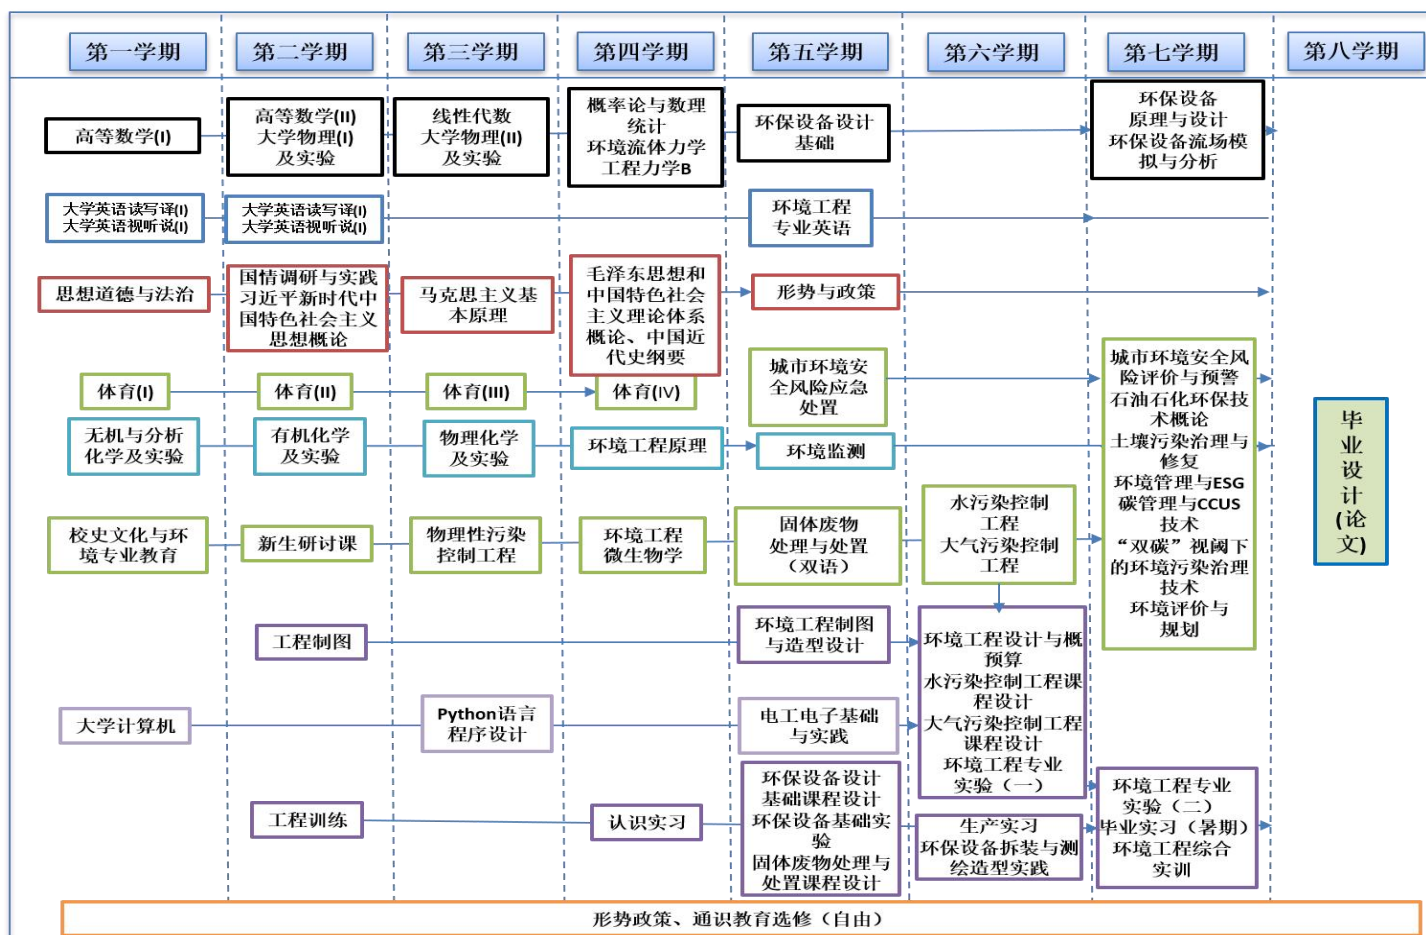 第一学期
第二学期
第三学期
第四学期
第五学期
第六学期
第七学期
第八学期
高等数学(I)
高等数学(II)
大学物理(I)
及实验
线性代数
大学物理(II)
及实验
概率论与数理
统计
环境流体力学
工程力学B
环保设备设计
基础
环保设备
原理与设计
环保设备流场模
拟与分析
大学英语读写译(I)
大学英语视听说(I)
大学英语读写译(I)
大学英语视听说(I)
环境工程
专业英语
思想道德与法治
国情调研与实践
习近平新时代中
国特色社会主义
思想概论
马克思主义基
本原理
毛泽东思想和
中国特色社会
主义理论体系
概论、中国近
代史纲要
形势与政策
体育(I)
体育(II)
体育(III)
体育(IV)
城市环境安
全风险应急
处置
城市环境安全风
险评价与预警
石油石化环保技
术概论
土壤污染治理与
修复
环境管理与ESG
碳管理与CCUS
技术
“双碳”视阈下
的环境污染治理
技术
环境评价与
规划
无机与分析
化学及实验
有机化学
及实验
物理化学
及实验
环境工程原理
环境监测
校史文化与环
境专业教育
新生研讨课
物理性污染
控制工程
环境工程
微生物学
固体废物
处理与处置
（双语）
水污染控制
工程
大气污染控制
工程
工程制图
环境工程制图
与造型设计
环境工程设计与概
预算
水污染控制工程课
程设计
大气污染控制工程
课程设计
环境工程专业
实验（一）
大学计算机
Python语言
程序设计
电工电子基础
与实践
工程训练
认识实习
环保设备设计
基础课程设计
环保设备基础实
验
固体废物处理与
处置课程设计
生产实习
环保设备拆装与测
绘造型实践
环境工程专业
实验（二）
毕业实习（暑期）
环境工程综合
实训
毕
业
设
计
(论
文)
形势政策、通识教育选修（自由）